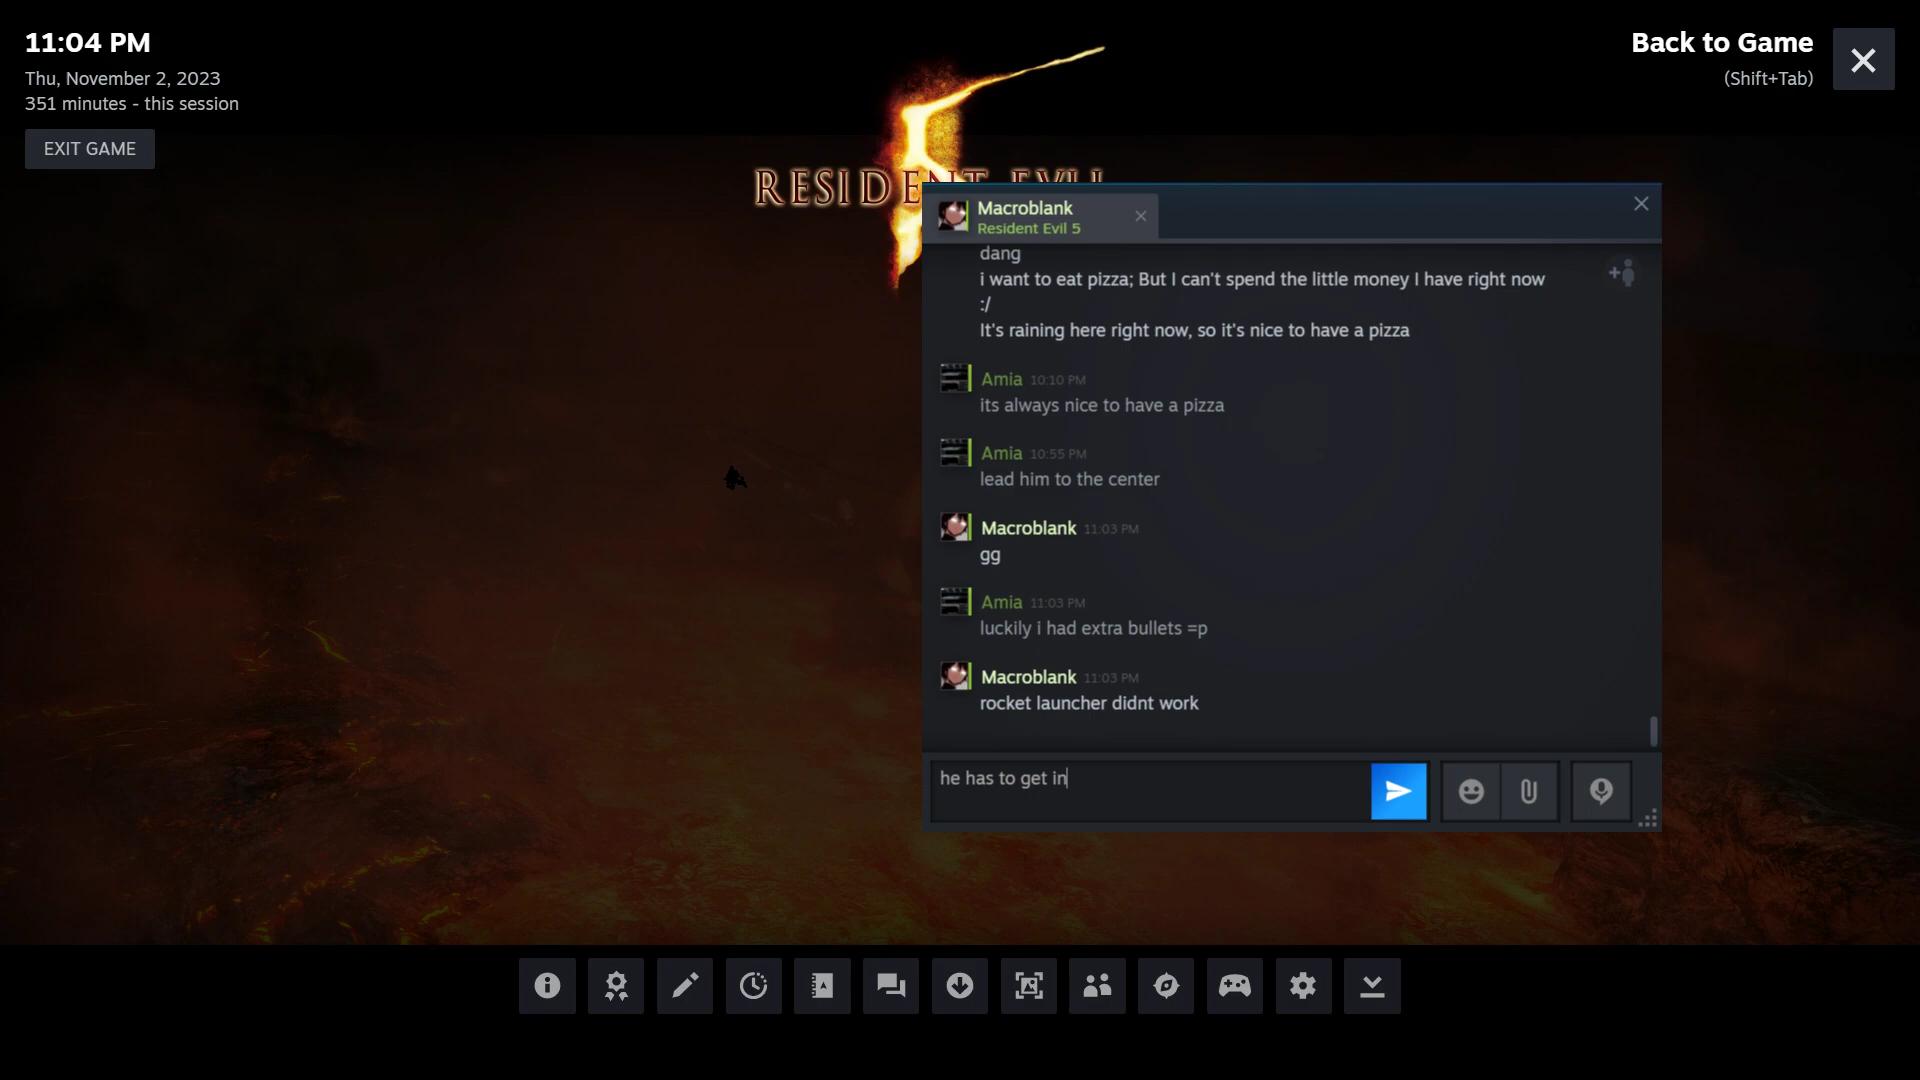 11:04 PM
Thu, November 2, 2023
351 minutes - this session
EXIT GAME
Back to Game
(Shift+Tab)
RESIDENT EVIL
5
Macroblank
Resident Evil 5
dang
i want to eat pizza; But I can't spend the little money I have right now
:/
It's raining here right now, so it's nice to have a pizza
Amia 10:10 PM
its always nice to have a pizza
Amia 10:55 PM
lead him to the center
Macroblank 11:03 PM
gg
Amia 11:03 PM
luckily i had extra bullets =p
Macroblank 11:03 PM
rocket launcher didnt work
he has to get in